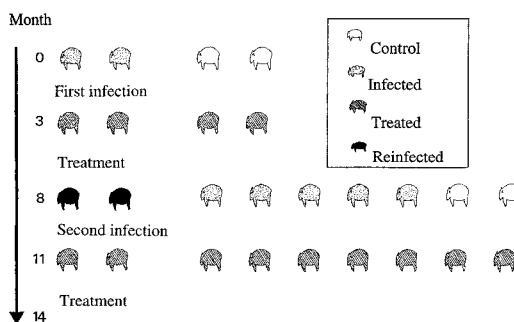 Month
0
First infection
3
Treatment
8
Second infection
11
Treatment
14
Control
Infected
Treated
Reinfected